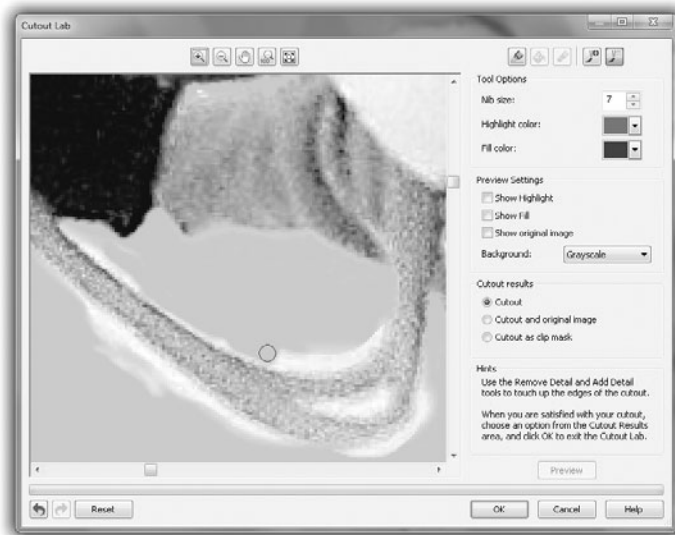 Cutout Lab
Tool Options
Nib size: 7
Highlight color:
Fill color:
Preview Settings
Show Highlight
Show Fill
Show original image
Background: Grayscale
Cutout results
Cutout
Cutout and original image
Cutout as clip mask
Hints
Use the Remove Detail and Add Detail
tools to touch up the edges of the cutout.
When you are satisfied with your cutout,
choose an option from the Cutout Results
area, and click OK to exit the Cutout Lab.
Preview
Reset
OK Cancel Help